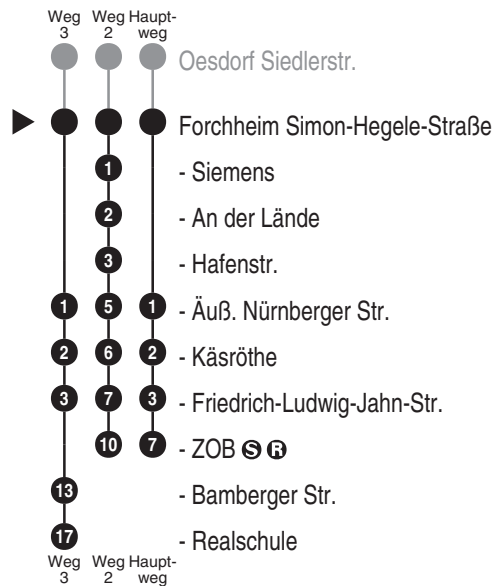 Weg Weg Haupt-
3 2 weg
Oesdorf Siedlerstr.
Forchheim Simon-Hegele-Straße
1 - Siemens
2 - An der Lände
3 - Hafenstr.
1 5 1 - Äuß. Nürnberger Str.
2 6 2 - Käsröthe
3 7 3 - Friedrich-Ludwig-Jahn-Str.
10 7 - ZOB S R
13 - Bamberger Str.
17 - Realschule
Weg Weg Haupt-
3 2 weg